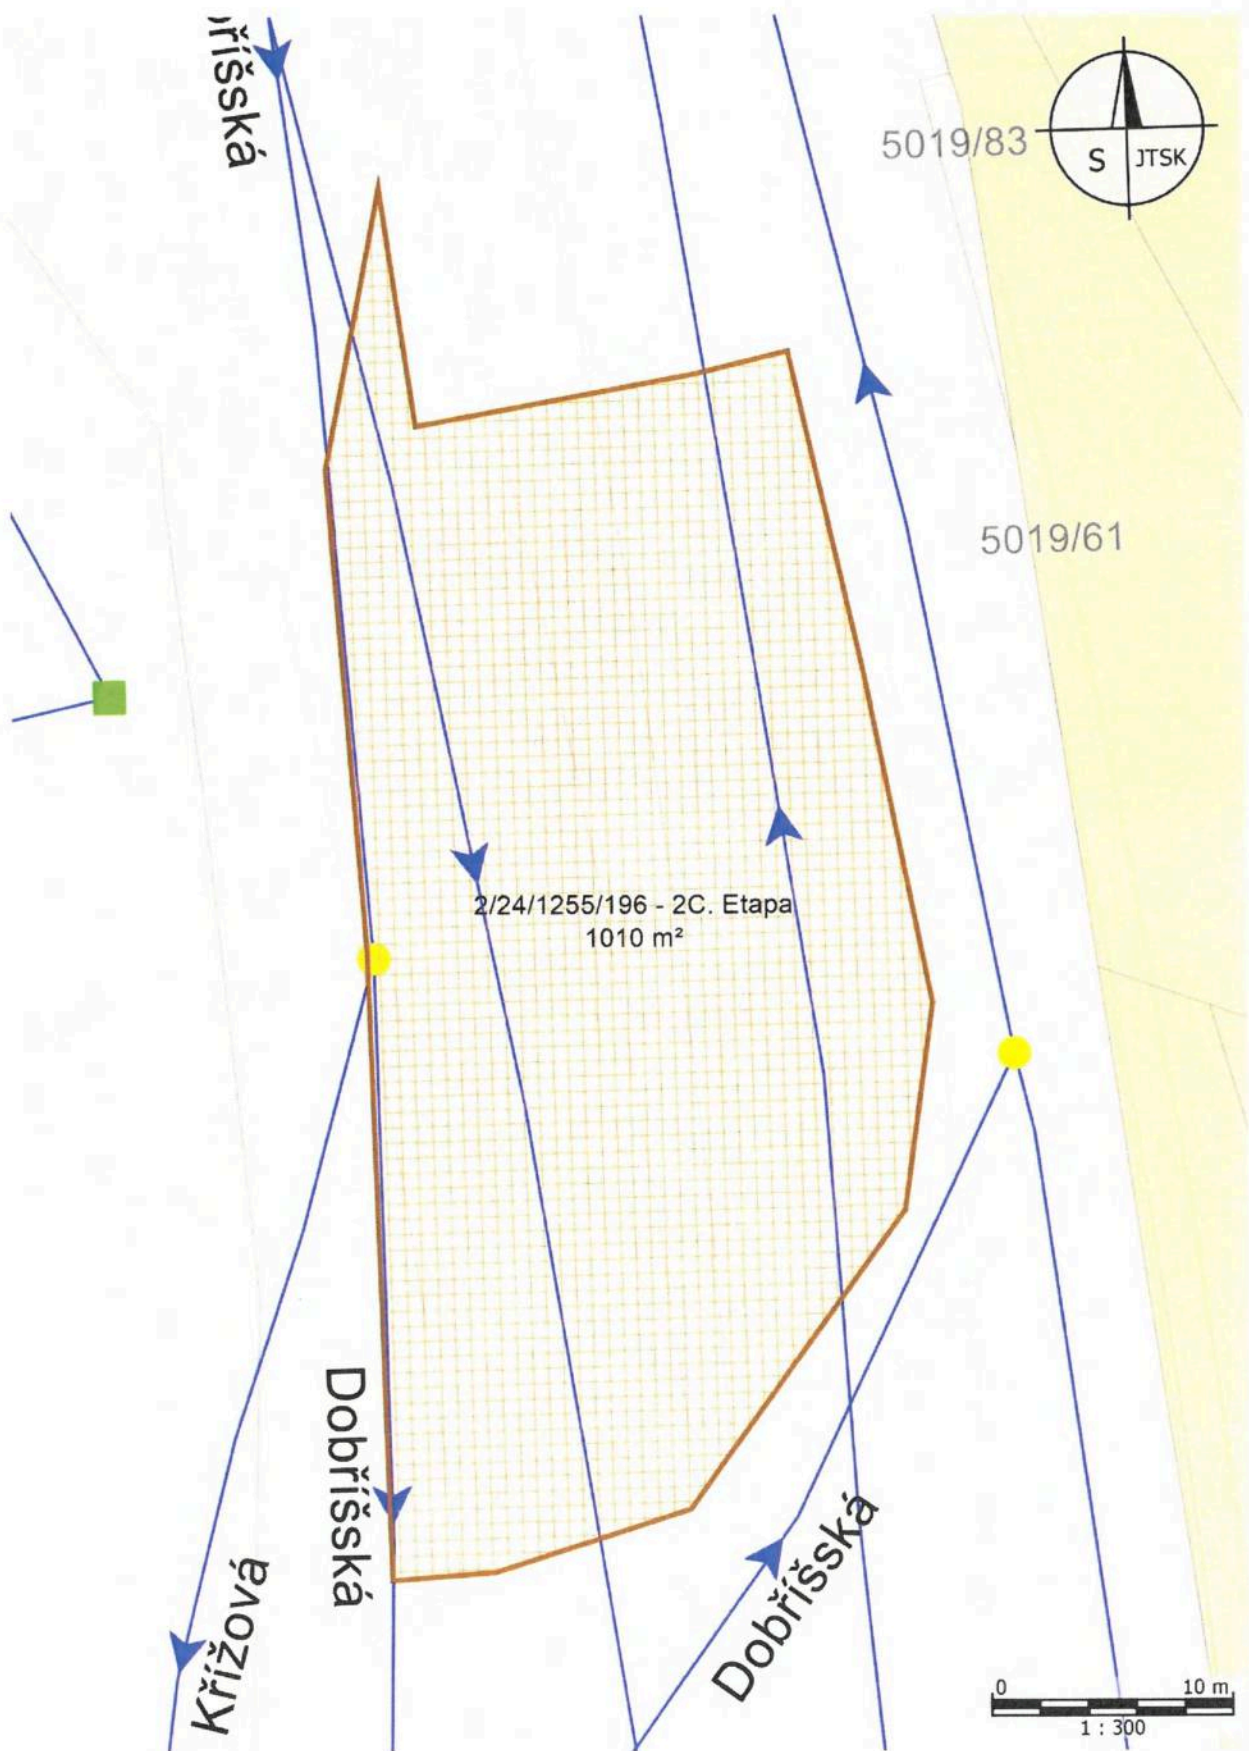 5019/83
S
JTSK
5019/61
2/24/1255/196 - 2C. Etapa
1010 m²
Dobříšská
Křížová
Dobříšská
0 10 m
1 : 300